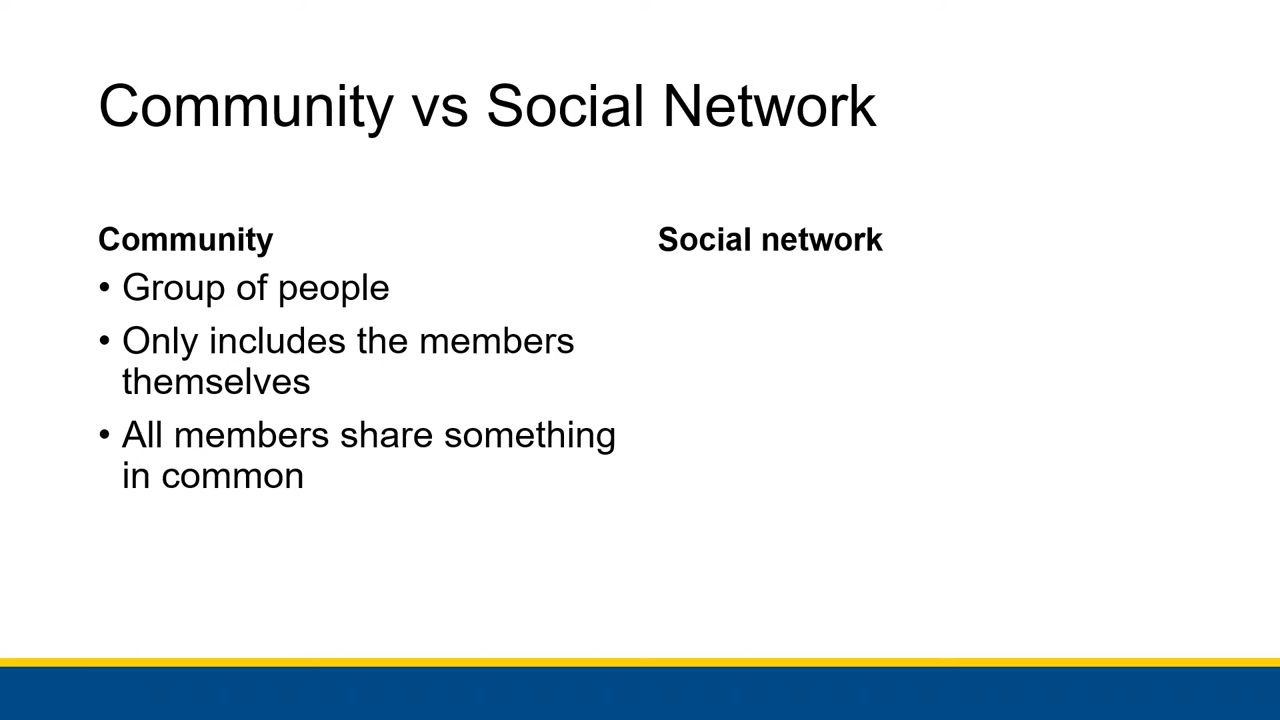 Community vs Social Network
Community
• Group of people
• Only includes the members
themselves
• All members share something
in common
Social network